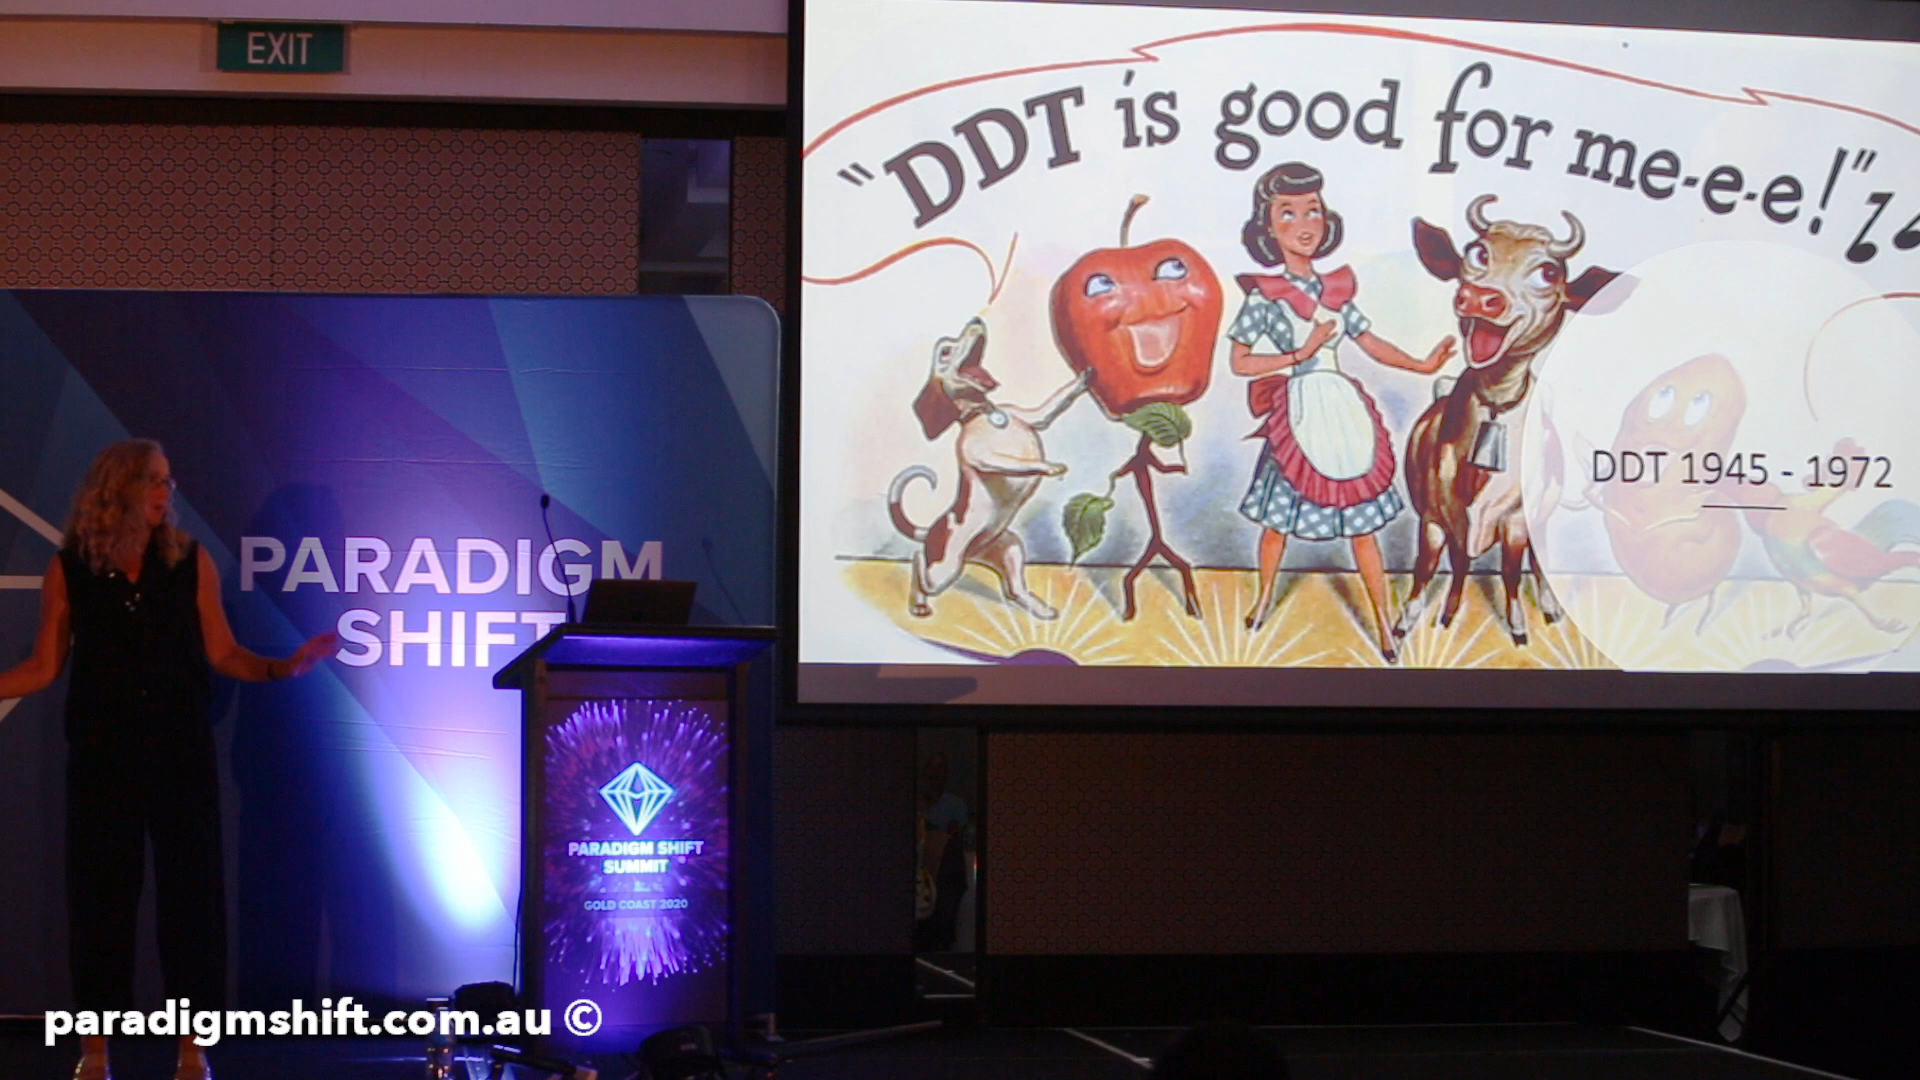 EXIT
"DDT is good for me-e-e!"
DDT 1945 - 1972
PARADIGM
SHIFT
PARADIGM SHIFT
SUMMIT
GOLD COAST 2020
paradigmshift.com.au ©